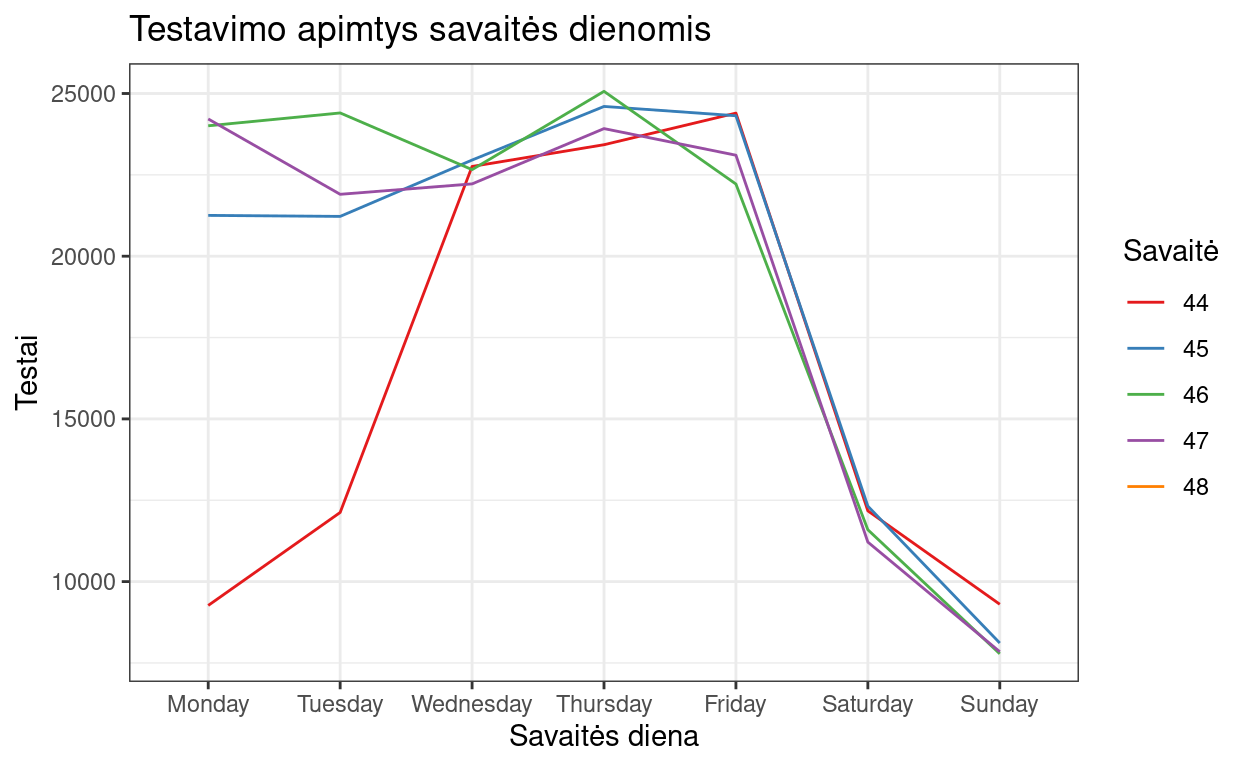 Testavimo apimtys savaitės dienomis
Testai
25000
20000
15000
10000
Monday Tuesday Wednesday Thursday Friday Saturday Sunday
Savaitės diena
Savaitė
44
45
46
47
48